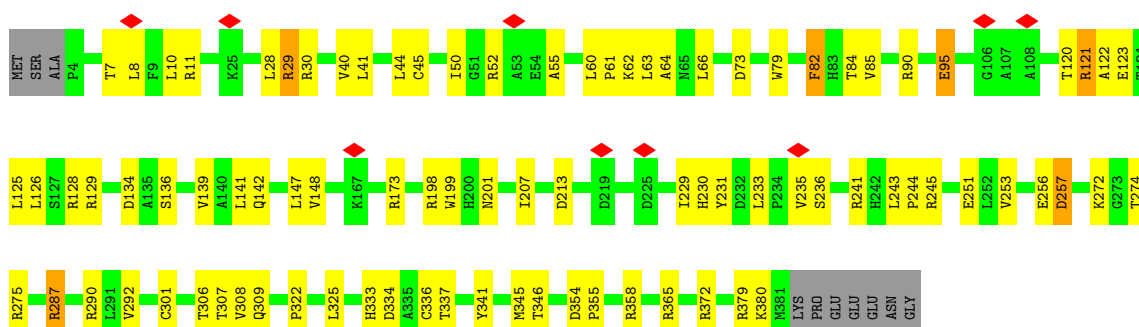 MET SER ALA P4 T7 L8 F9 L10 R11 K25 L28 R29 R30 V40 L41 L44 C45 I50 G51 R52 A53 E54 A55 L60 P61 K62 L63 A64 N65 L66 D73 W79 F82 H83 T84 V85 R90 E95 G106 A107 A108 T120 R121 A122 E123 T124
L125 L126 S127 R128 R129 D134 A135 S136 V139 A140 L141 Q142 L147 V148 K167 R173 R198 W199 H200 N201 I207 D213 D219 D225 I229 H230 Y231 D232 L233 P234 V235 S236 R241 H242 L243 P244 R245 E251 L252 V253 E256 D257 K272 G273 T274
R275 R287 R290 L291 V292 C301 T306 T307 V308 Q309 P322 L325 H333 D334 A335 C336 T337 Y341 M345 T346 D354 P355 R358 R365 R372 R379 K380 M381 LYS PRO GLU GLU GLU ASN GLY